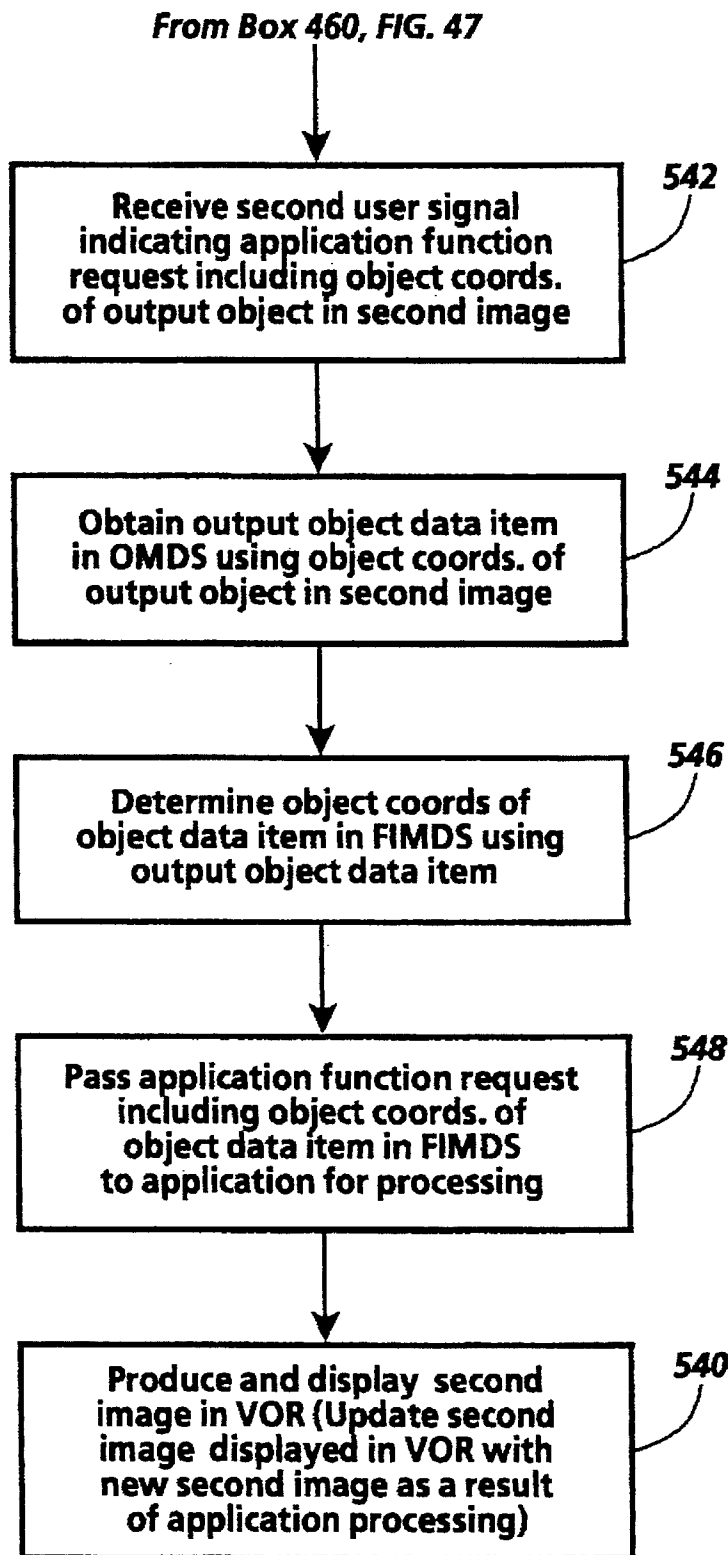 From Box 460, FIG. 47
542
Receive second user signal
indicating application function
request including object coords.
of output object in second image
544
Obtain output object data item
in OMDS using object coords. of
output object in second image
546
Determine object coords of
object data item in FIMDS using
output object data item
548
Pass application function request
including object coords. of
object data item in FIMDS
to application for processing
540
Produce and display second
image in VOR (Update second
image displayed in VOR with
new second image as a result
of application processing)